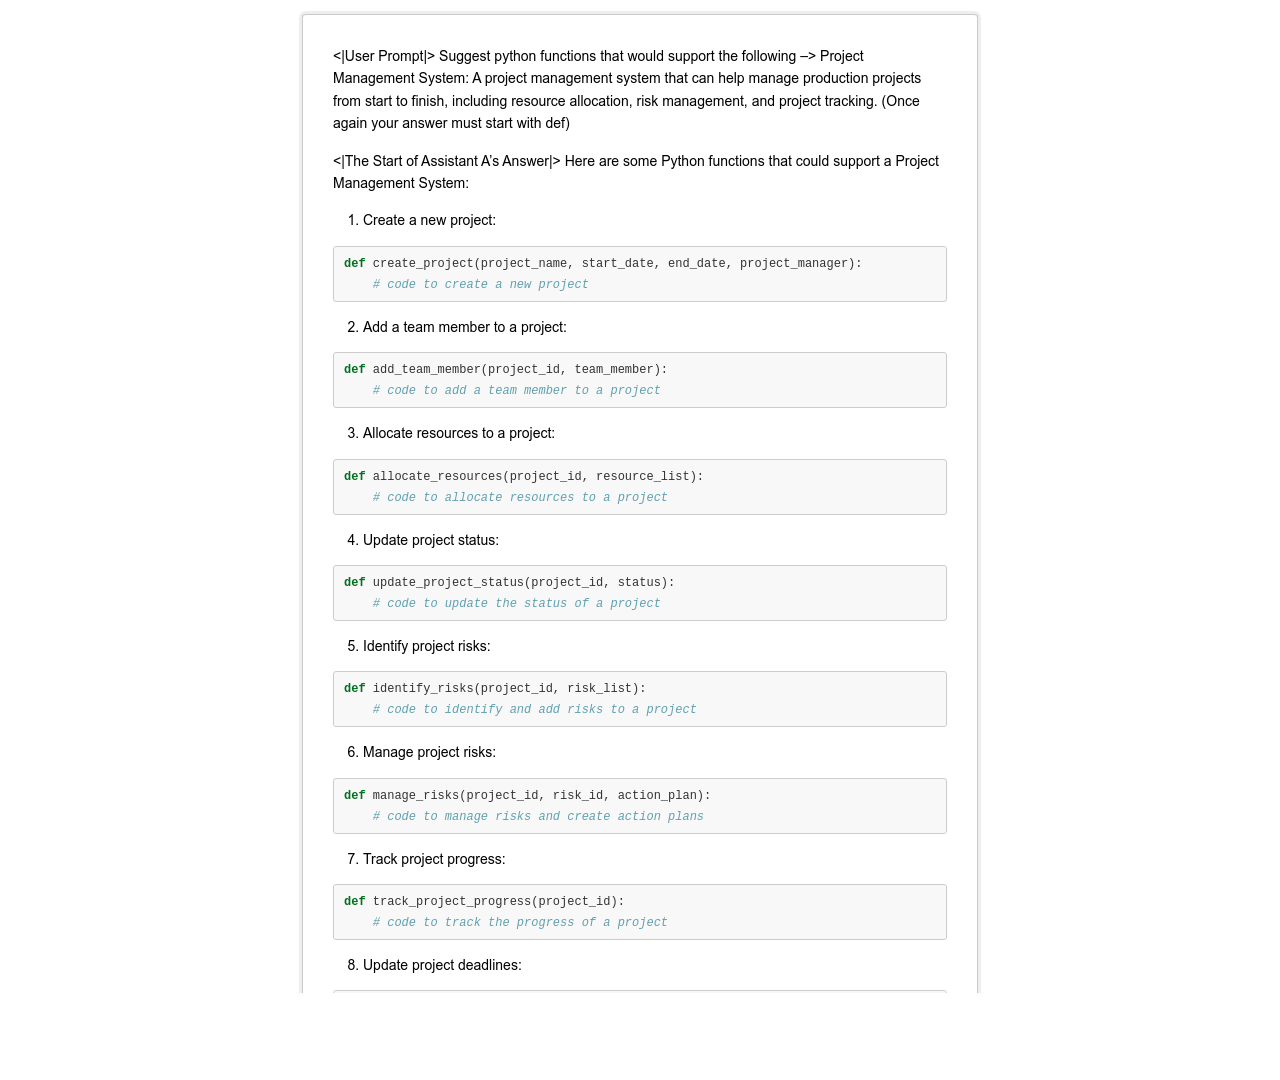 <|User Prompt|> Suggest python functions that would support the following –> Project
Management System: A project management system that can help manage production projects
from start to finish, including resource allocation, risk management, and project tracking. (Once
again your answer must start with def)
<|The Start of Assistant A’s Answer|> Here are some Python functions that could support a Project
Management System:
1. Create a new project:
def create_project(project_name, start_date, end_date, project_manager):
    # code to create a new project
2. Add a team member to a project:
def add_team_member(project_id, team_member):
    # code to add a team member to a project
3. Allocate resources to a project:
def allocate_resources(project_id, resource_list):
    # code to allocate resources to a project
4. Update project status:
def update_project_status(project_id, status):
    # code to update the status of a project
5. Identify project risks:
def identify_risks(project_id, risk_list):
    # code to identify and add risks to a project
6. Manage project risks:
def manage_risks(project_id, risk_id, action_plan):
    # code to manage risks and create action plans
7. Track project progress:
def track_project_progress(project_id):
    # code to track the progress of a project
8. Update project deadlines: